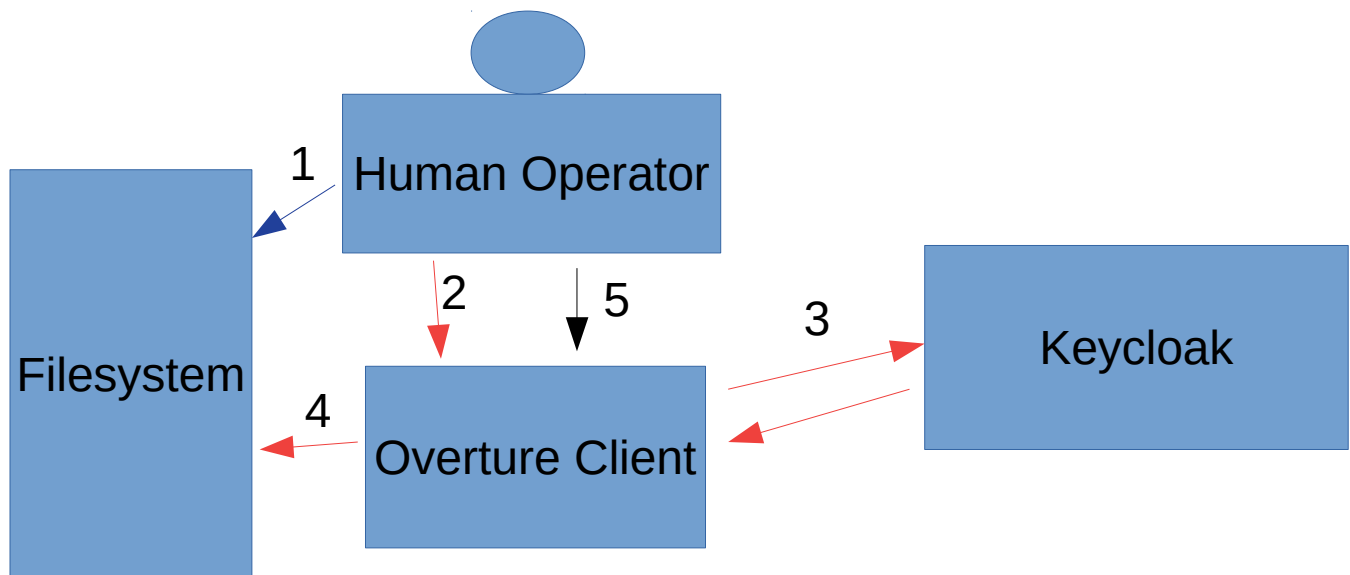 1
Human Operator
2
5
3
Keycloak
Filesystem
4
Overture Client